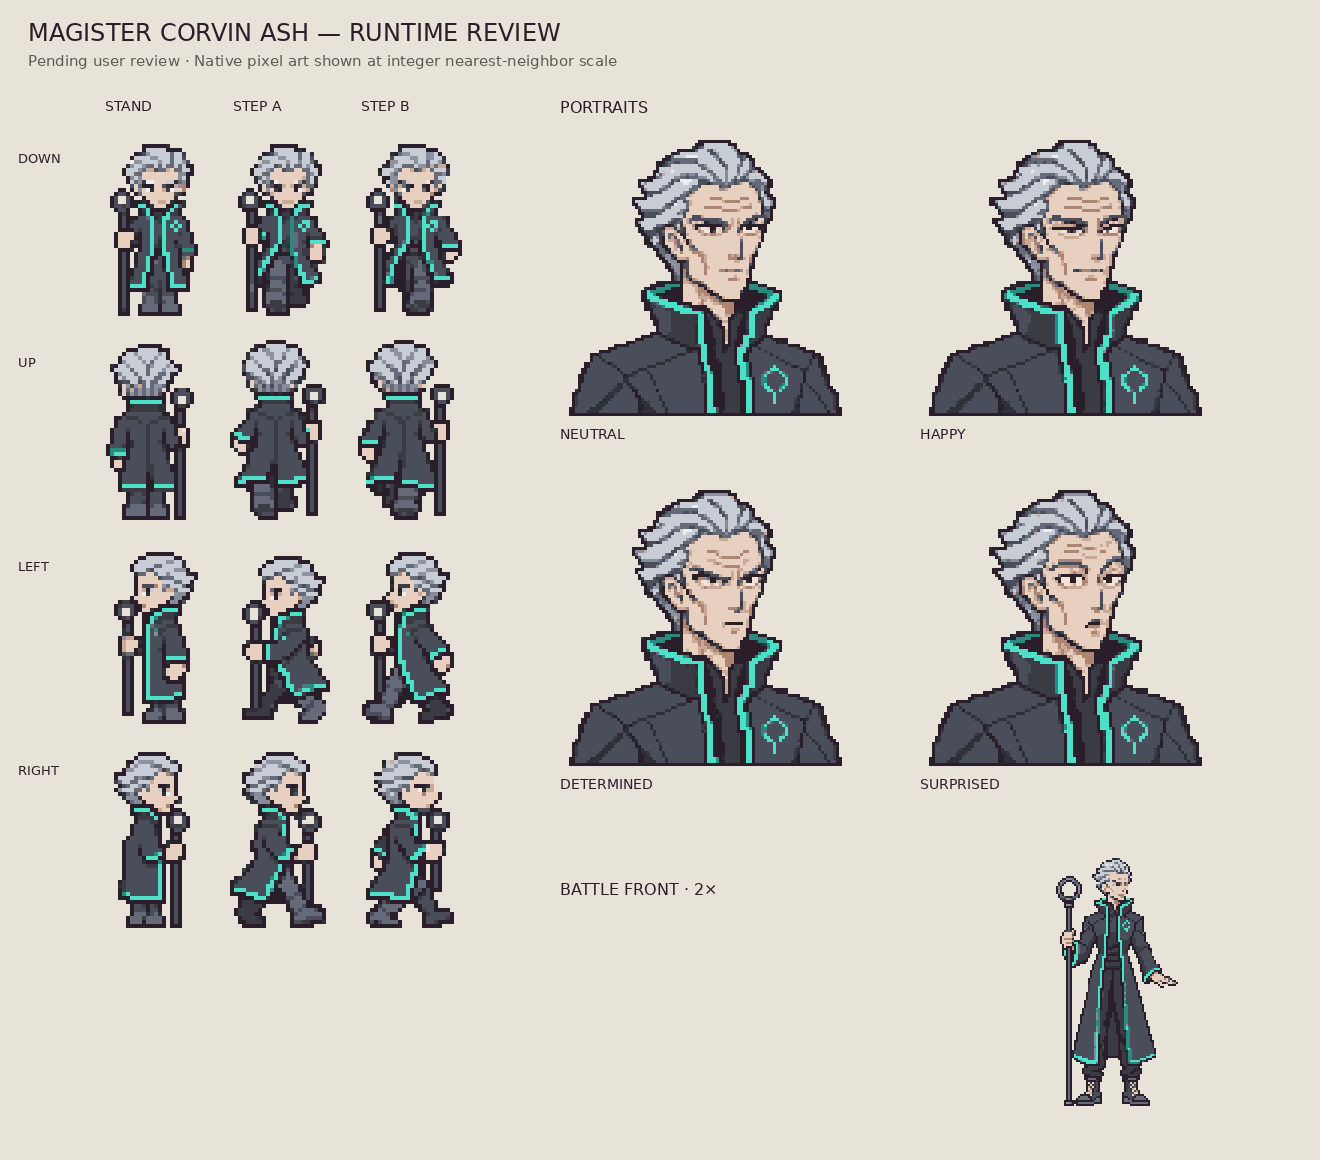 MAGISTER CORVIN ASH — RUNTIME REVIEW
Pending user review · Native pixel art shown at integer nearest-neighbor scale
STAND STEP A STEP B
PORTRAITS
DOWN
UP
LEFT
RIGHT
NEUTRAL
HAPPY
DETERMINED
SURPRISED
BATTLE FRONT · 2×